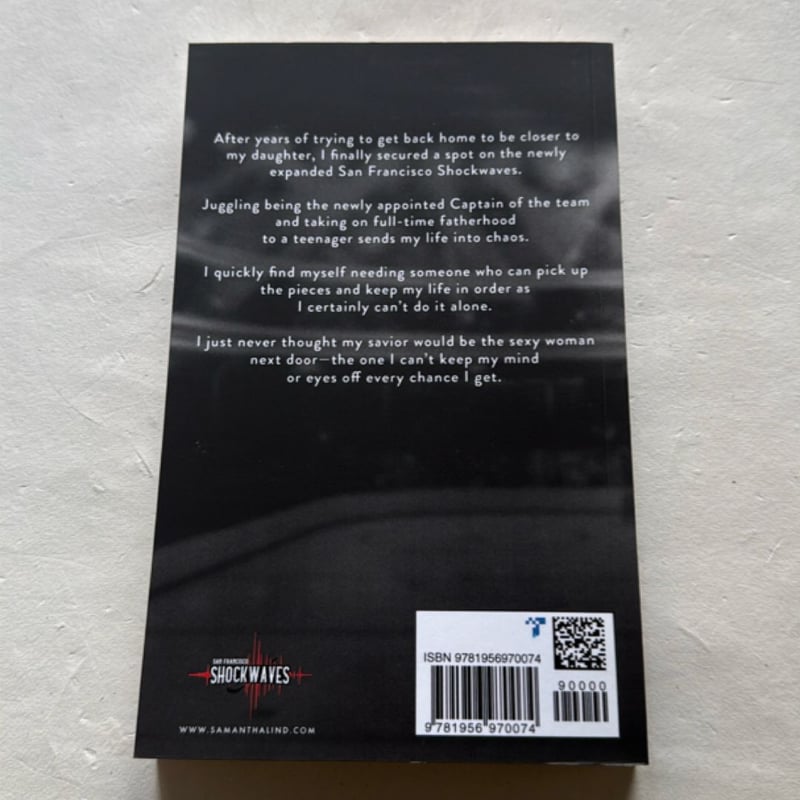 After years of trying to get back home to be closer to
my daughter, I finally secured a spot on the newly
expanded San Francisco Shockwaves.
Juggling being the newly appointed Captain of the team
and taking on full-time fatherhood
to a teenager sends my life into chaos.
I quickly find myself needing someone who can pick up
the pieces and keep my life in order as
I certainly can't do it alone.
I just never thought my savior would be the sexy woman
next door—the one I can't keep my mind
or eyes off every chance I get.
SAN FRANCISCO
SHOCKWAVES
WWW.SAMANTHALIND.COM
ISBN 9781956970074
90000
9 781956 970074